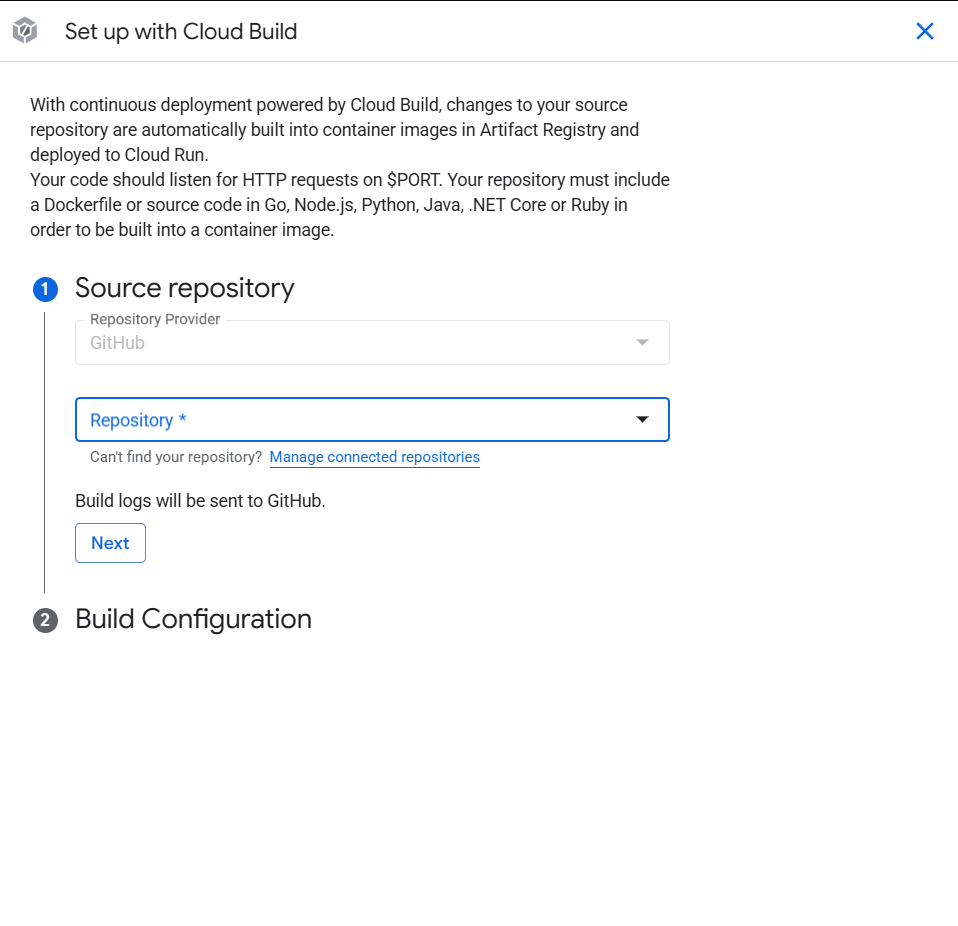 Set up with Cloud Build
With continuous deployment powered by Cloud Build, changes to your source
repository are automatically built into container images in Artifact Registry and
deployed to Cloud Run.
Your code should listen for HTTP requests on $PORT. Your repository must include
a Dockerfile or source code in Go, Node.js, Python, Java, .NET Core or Ruby in
order to be built into a container image.
1 Source repository
Repository Provider
GitHub
Repository *
Can't find your repository? Manage connected repositories
Build logs will be sent to GitHub.
Next
2 Build Configuration